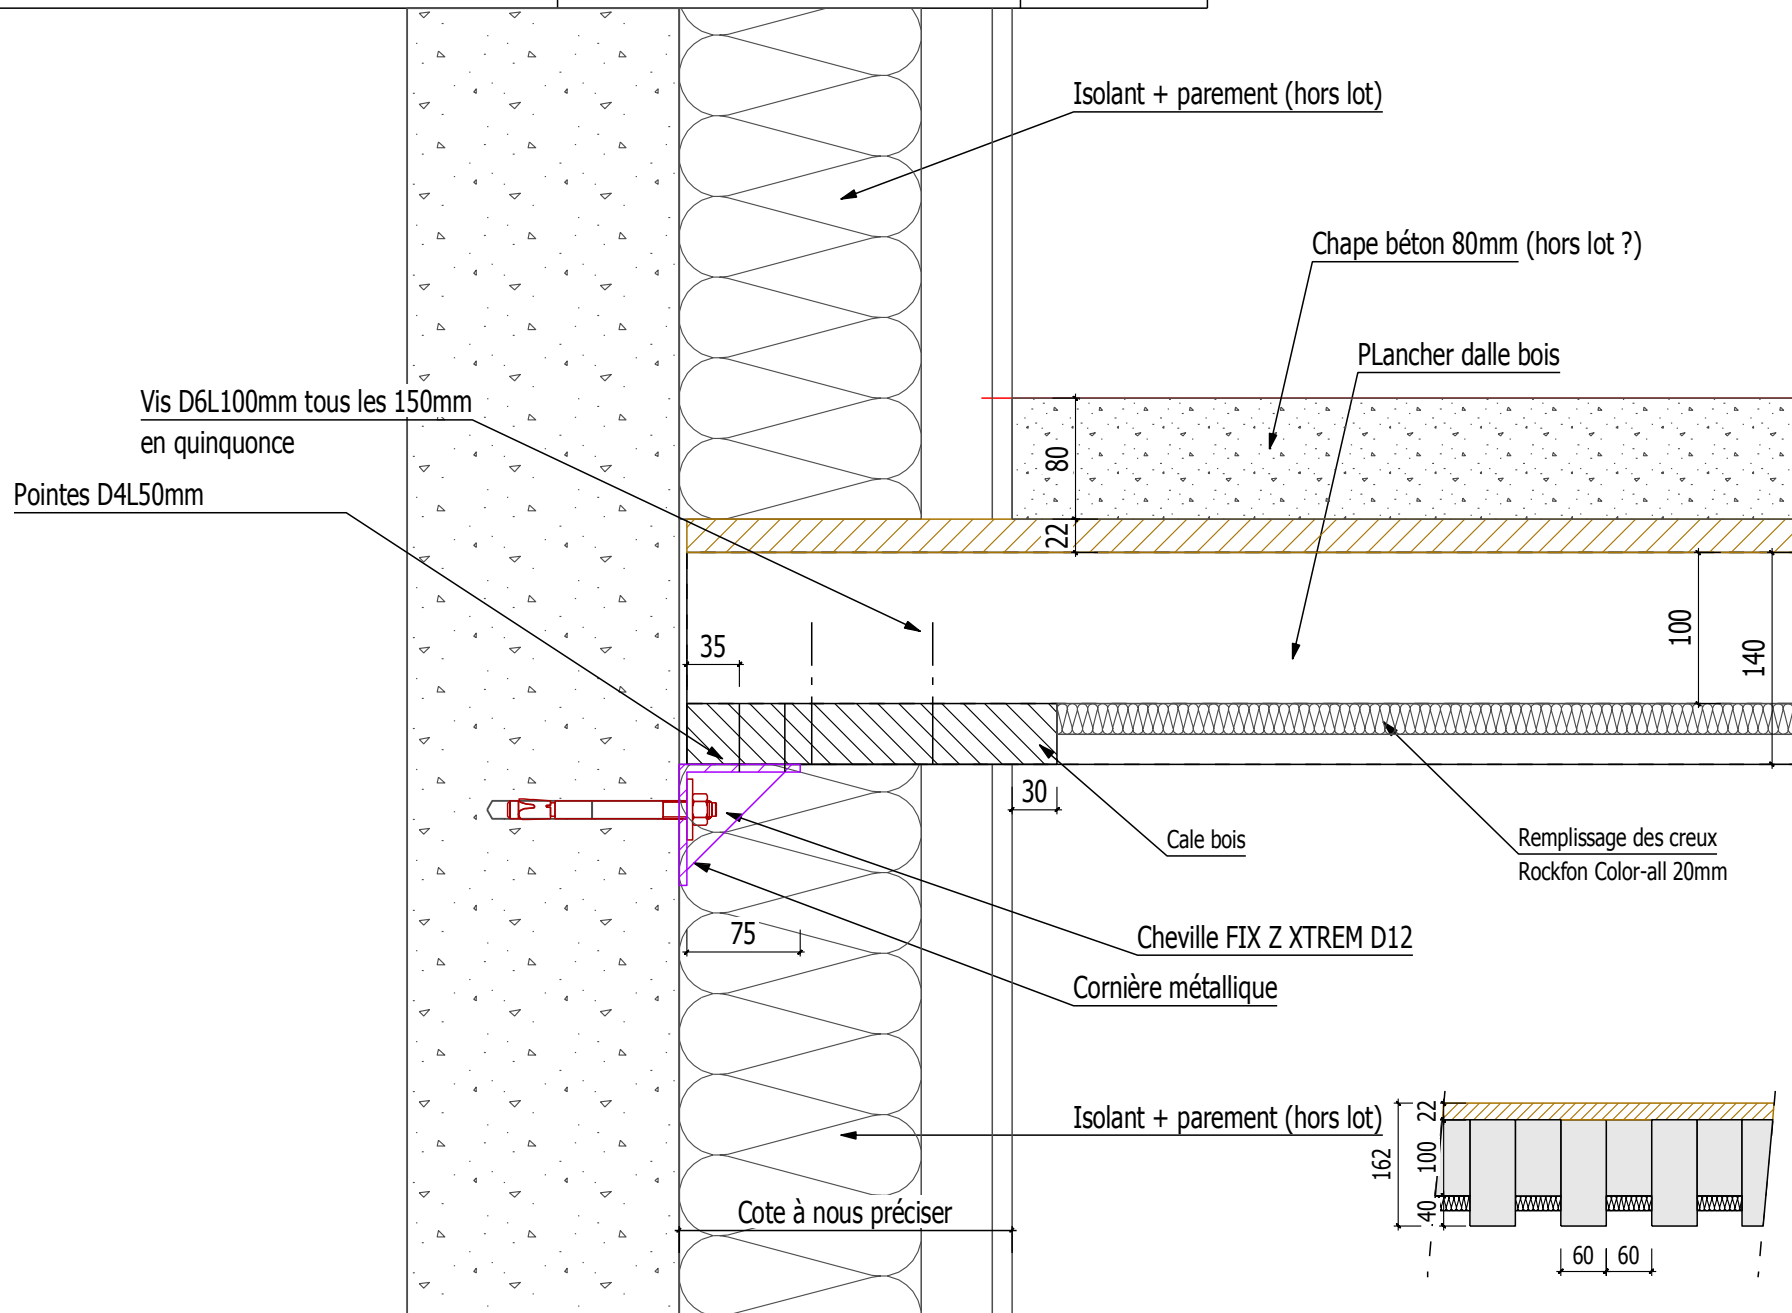 Isolant + parement (hors lot)
Chape béton 80mm (hors lot ?)
PLancher dalle bois
Vis D6L100mm tous les 150mm
en quinquonce
Pointes D4L50mm
80
22
35
100
140
30
Cale bois
Remplissage des creux
Rockfon Color-all 20mm
75
Cheville FIX Z XTREM D12
Cornière métallique
Isolant + parement (hors lot)
Cote à nous préciser
162
22
100
40
60
60